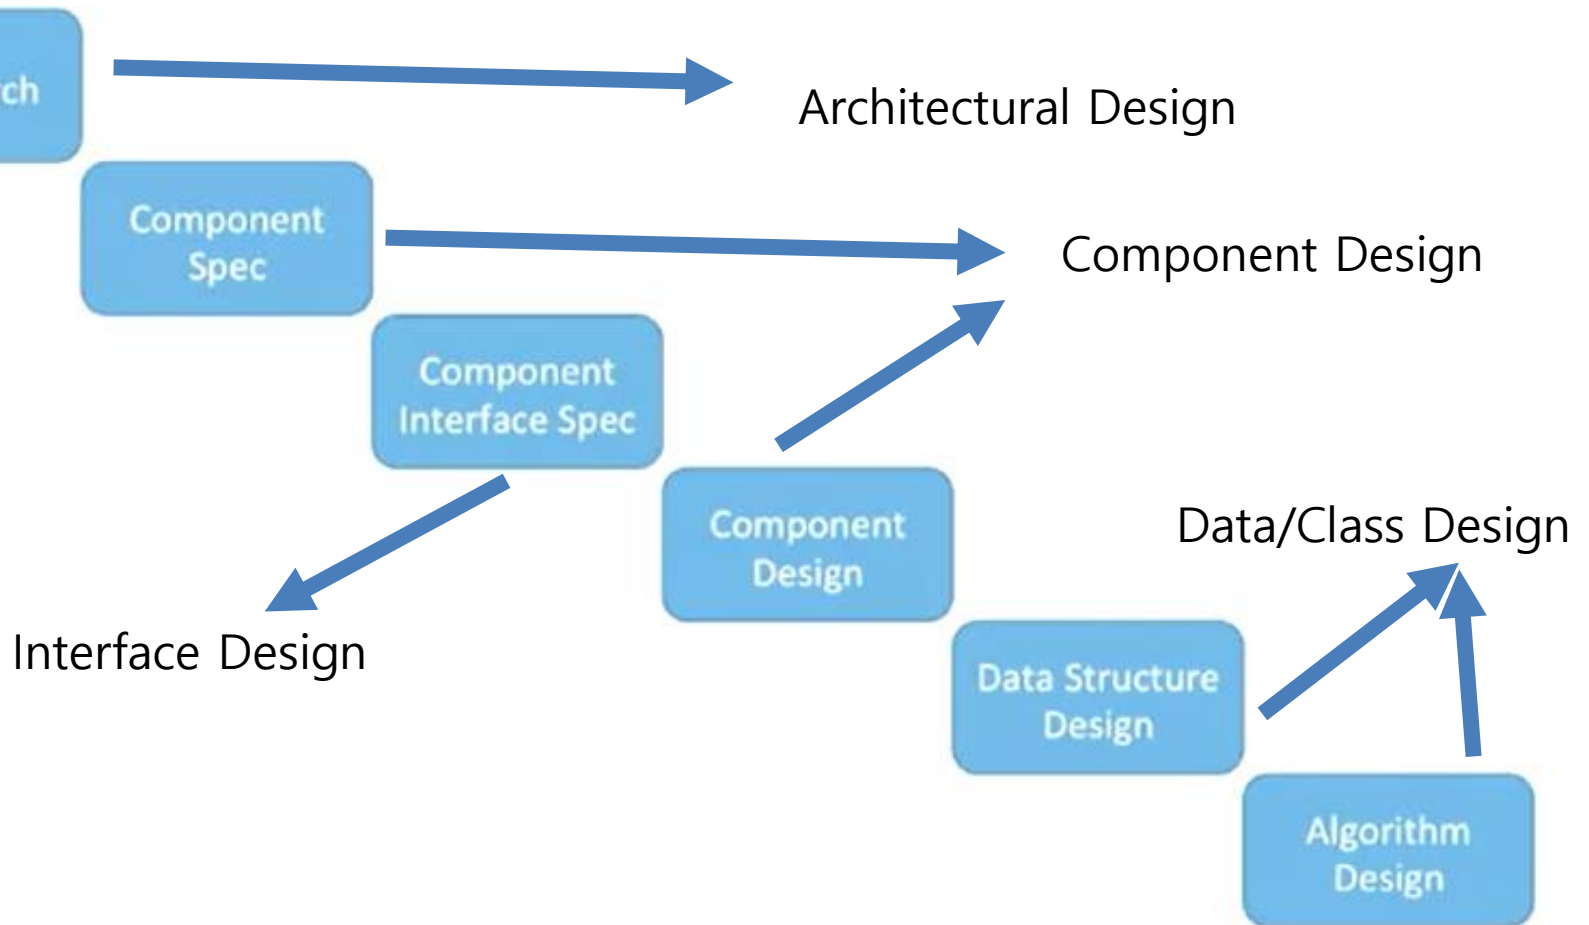 Architectural Design
Component
Spec
Component Design
Component
Interface Spec
Component
Design
Data/Class Design
Interface Design
Data Structure
Design
Algorithm
Design